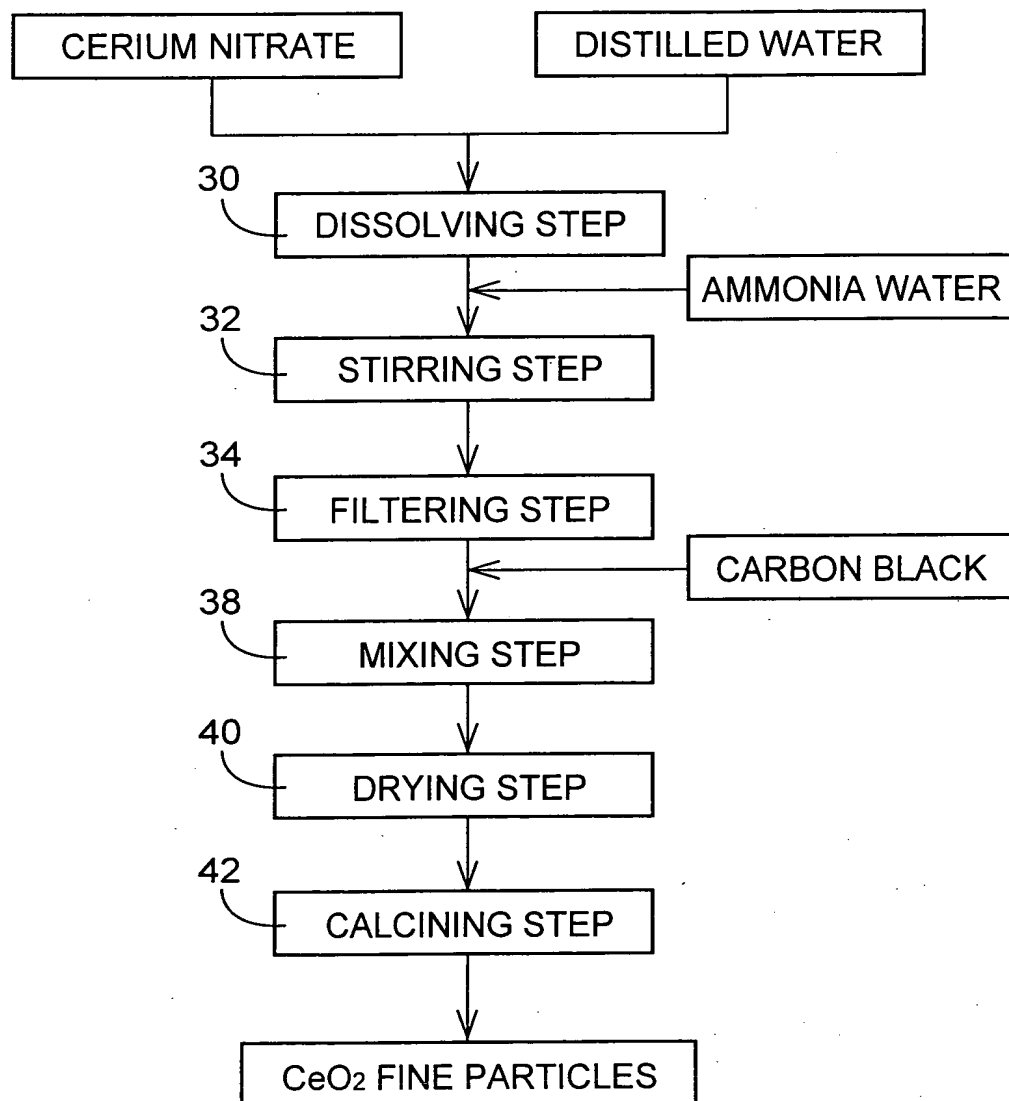 CERIUM NITRATE
DISTILLED WATER
30
DISSOLVING STEP
AMMONIA WATER
32
STIRRING STEP
34
FILTERING STEP
CARBON BLACK
38
MIXING STEP
40
DRYING STEP
42
CALCINING STEP
CeO₂ FINE PARTICLES